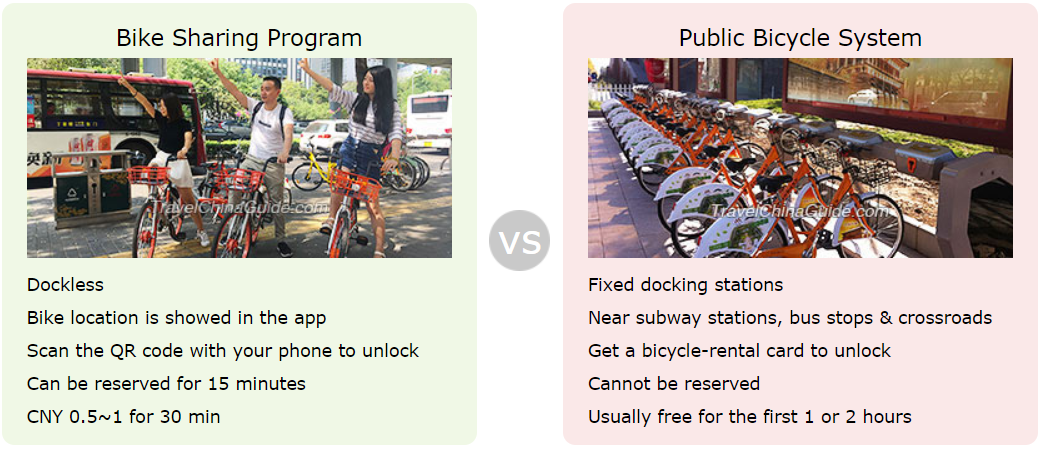 Bike Sharing Program
TravelChinaGuide.com
Dockless
Bike location is showed in the app
Scan the QR code with your phone to unlock
Can be reserved for 15 minutes
CNY 0.5~1 for 30 min
VS
Public Bicycle System
TravelChinaGuide.com
Fixed docking stations
Near subway stations, bus stops & crossroads
Get a bicycle-rental card to unlock
Cannot be reserved
Usually free for the first 1 or 2 hours